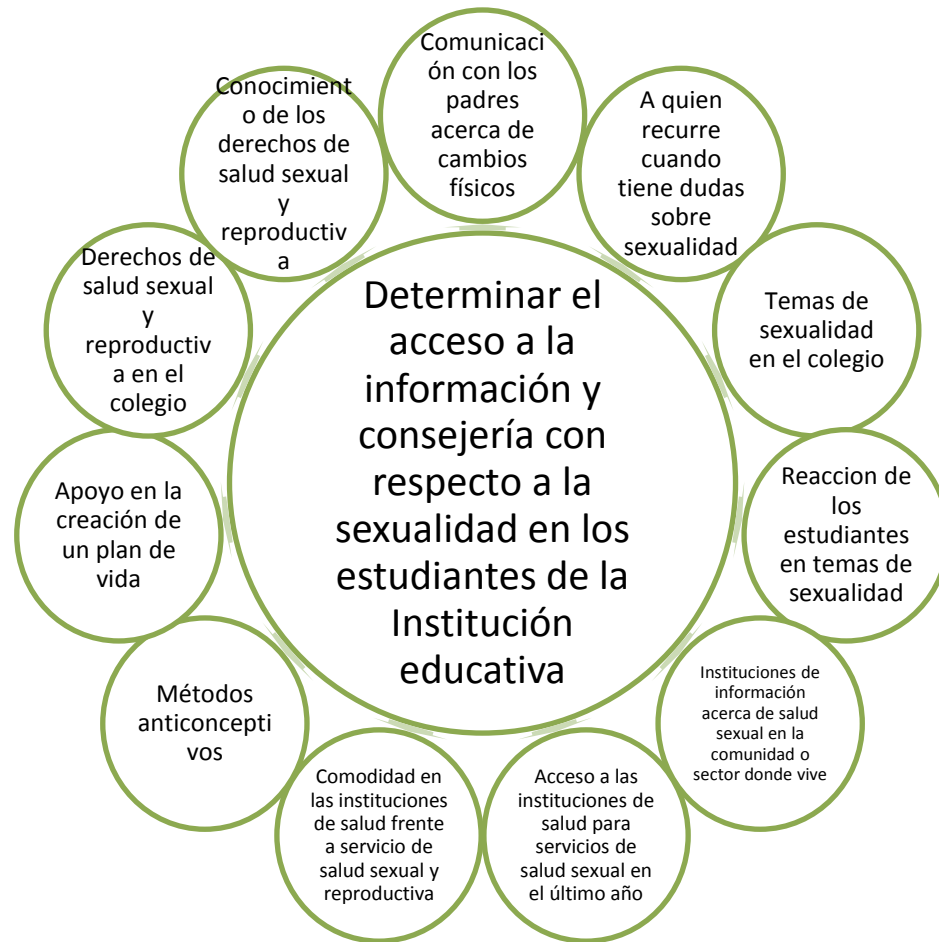 Comunicaci
ón con los
padres
acerca de
cambios
físicos
A quien
recurre
cuando
tiene dudas
sobre
sexualidad
Temas de
sexualidad
en el colegio
Reaccion de
los
estudiantes
en temas de
sexualidad
Instituciones de
información
acerca de salud
sexual en la
comunidad o
sector donde vive
Acceso a las
instituciones de
salud para
servicios de
salud sexual en
el último año
Comodidad en
las instituciones
de salud frente
a servicio de
salud sexual y
reproductiva
Métodos
anticoncepti
vos
Apoyo en la
creación de
un plan de
vida
Derechos de
salud sexual
y
reproductiv
a en el
colegio
Conocimient
o de los
derechos de
salud sexual
y
reproductiv
a
Determinar el
acceso a la
información y
consejería con
respecto a la
sexualidad en los
estudiantes de la
Institución
educativa